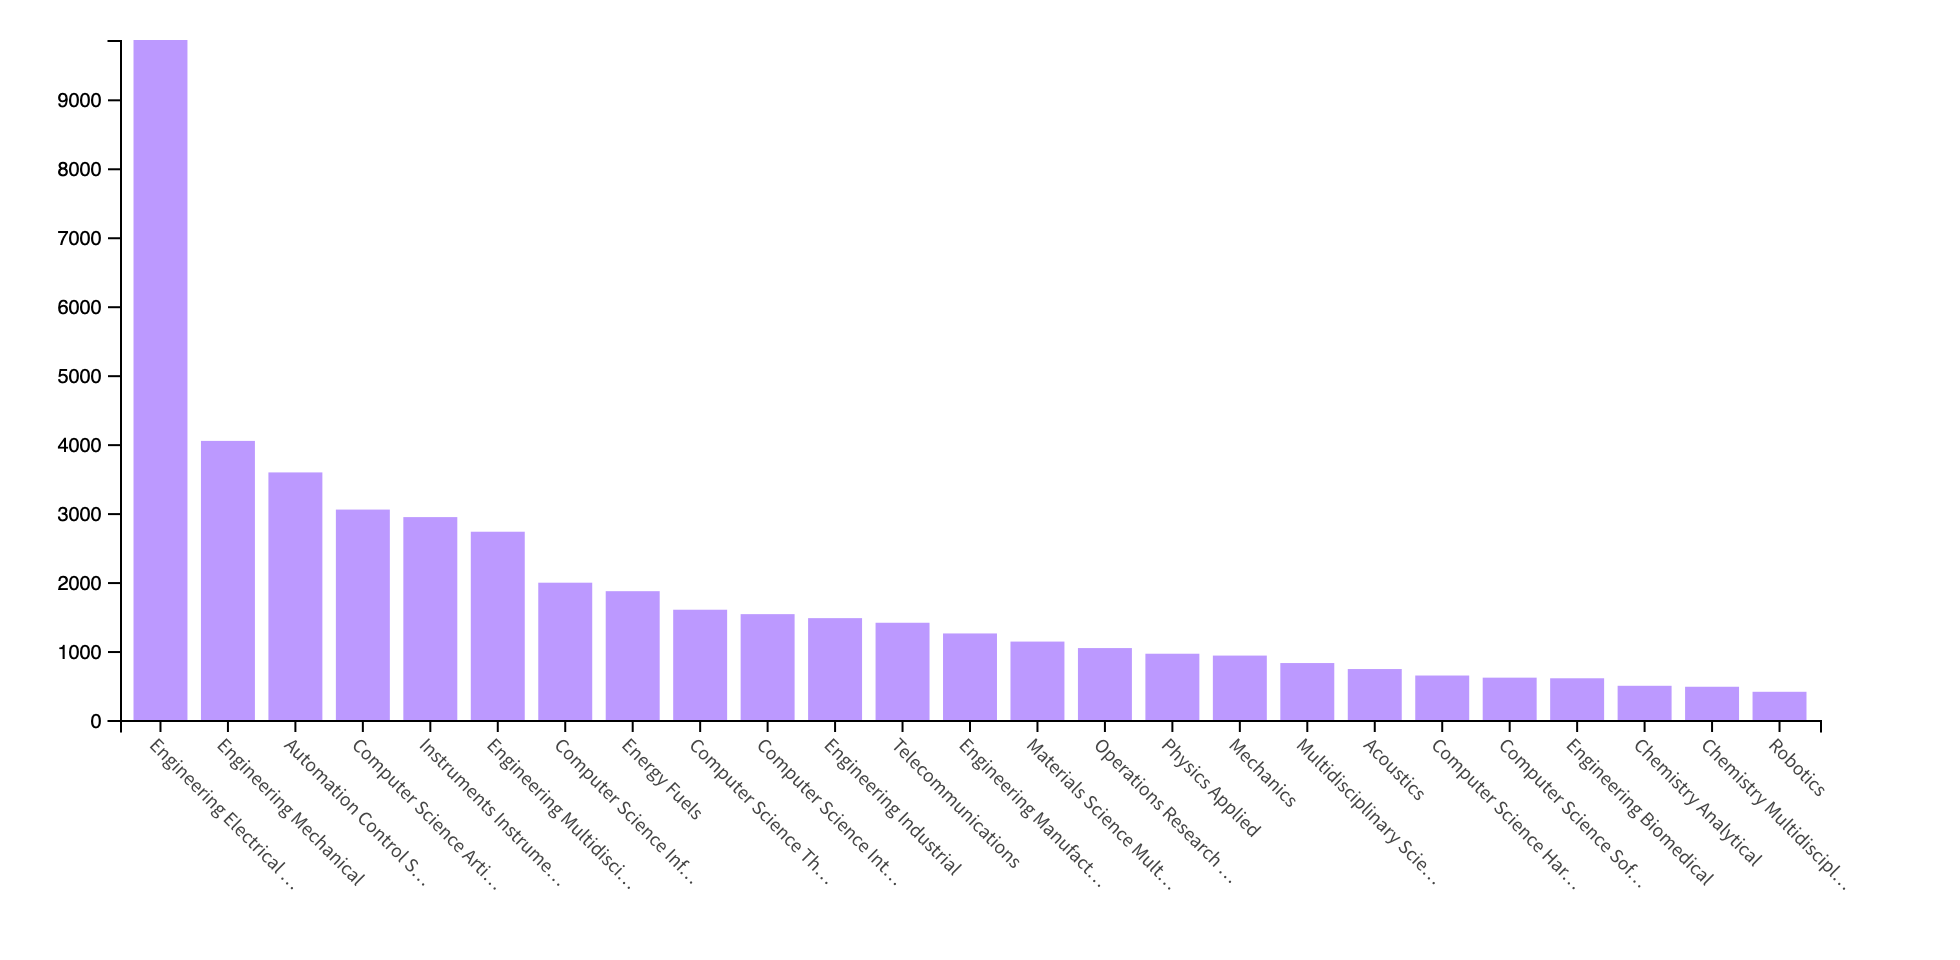 9000
8000
7000
6000
5000
4000
3000
2000
1000
0
Engineering Electrical ...
Engineering Mechanical
Automation Control S...
Computer Science Arti...
Instruments Instrume...
Engineering Multidisci...
Computer Science Inf...
Energy Fuels
Computer Science Th...
Computer Science Int...
Engineering Industrial
Telecommunications
Engineering Manufact...
Materials Science Mult...
Operations Research ...
Physics Applied
Mechanics
Multidisciplinary Scie...
Acoustics
Computer Science Har...
Computer Science Sof...
Engineering Biomedical
Chemistry Analytical
Chemistry Multidiscipl...
Robotics